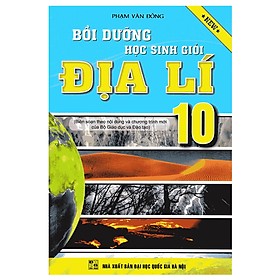 PHẠM VĂN ĐÔNG
NEW!
BỒI DƯỠNG
HỌC SINH GIỎI
ĐỊA LÍ
10
(Biên soạn theo nội dung và chương trình mới
của Bộ Giáo dục và Đào tạo)
NHÀ XUẤT BẢN ĐẠI HỌC QUỐC GIA HÀ NỘI